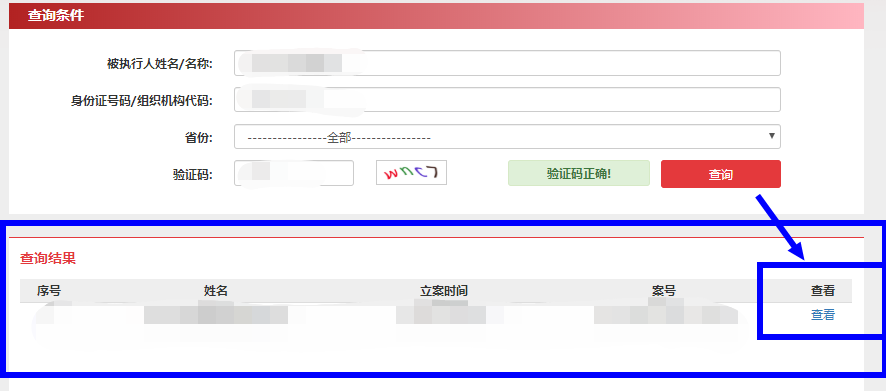 查询条件
被执行人姓名/名称:
身份证号码/组织机构代码:
省份: ----------------全部----------------
验证码: wnc7 验证码正确! 查询
查询结果
序号 姓名 立案时间 案号 查看
查看